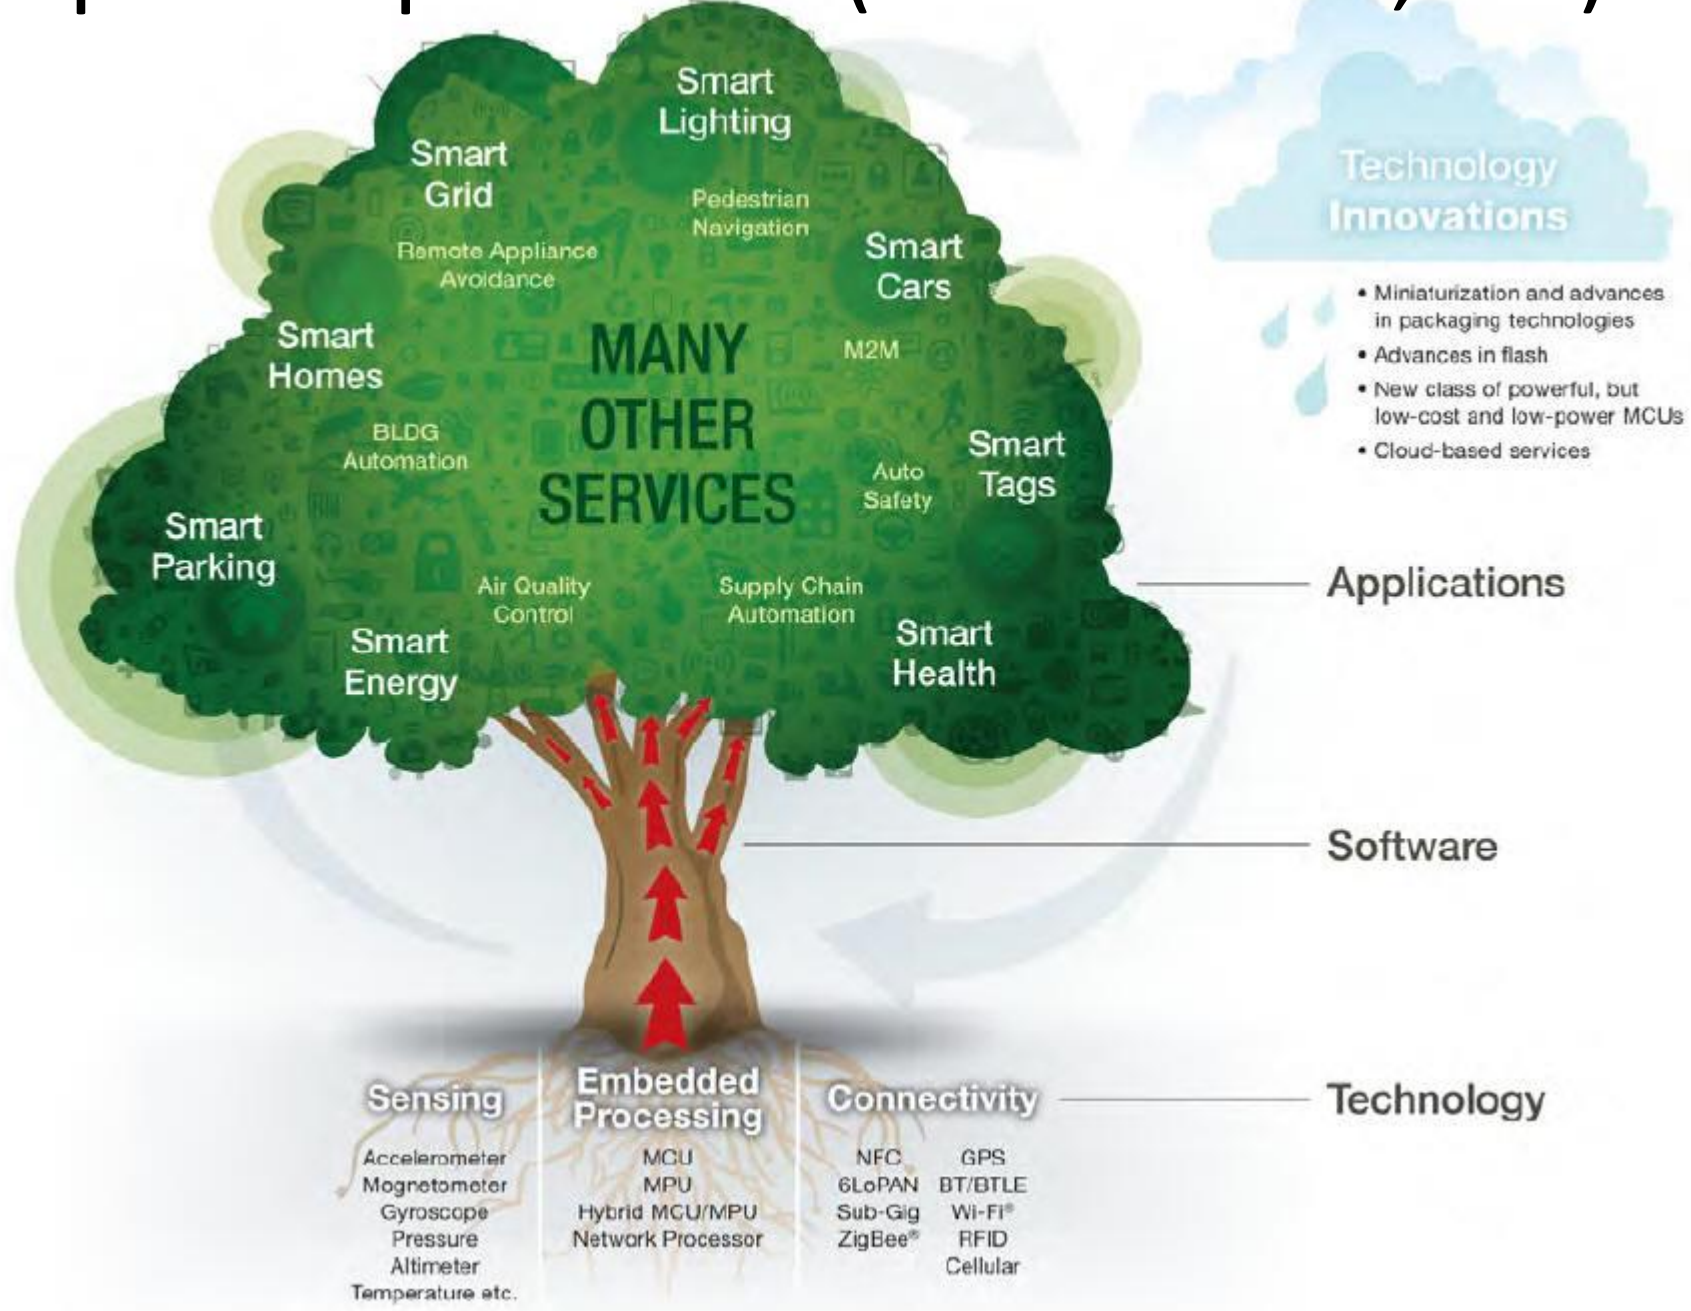 Smart
Lighting
Smart
Grid
Pedestrian
Navigation
Remote Appliance
Avoidance
Smart
Cars
Smart
Homes
MANY
OTHER
SERVICES
M2M
BLDG
Automation
Smart
Tags
Auto
Safety
Smart
Parking
Air Quality
Control
Supply Chain
Automation
Smart
Energy
Smart
Health
Technology
Innovations
• Miniaturization and advances
in packaging technologies
• Advances in flash
• New class of powerful, but
low-cost and low-power MCUs
• Cloud-based services
Applications
Software
Technology
Sensing
Accelerometer
Mognetometer
Gyroscope
Pressure
Altimeter
Temperature etc.
Embedded
Processing
MCU
MPU
Hybrid MCU/MPU
Network Processor
Connectivity
NFC GPS
6LoPAN BT/BTLE
Sub-Gig Wi-Fi®
ZigBee® RFID
Cellular